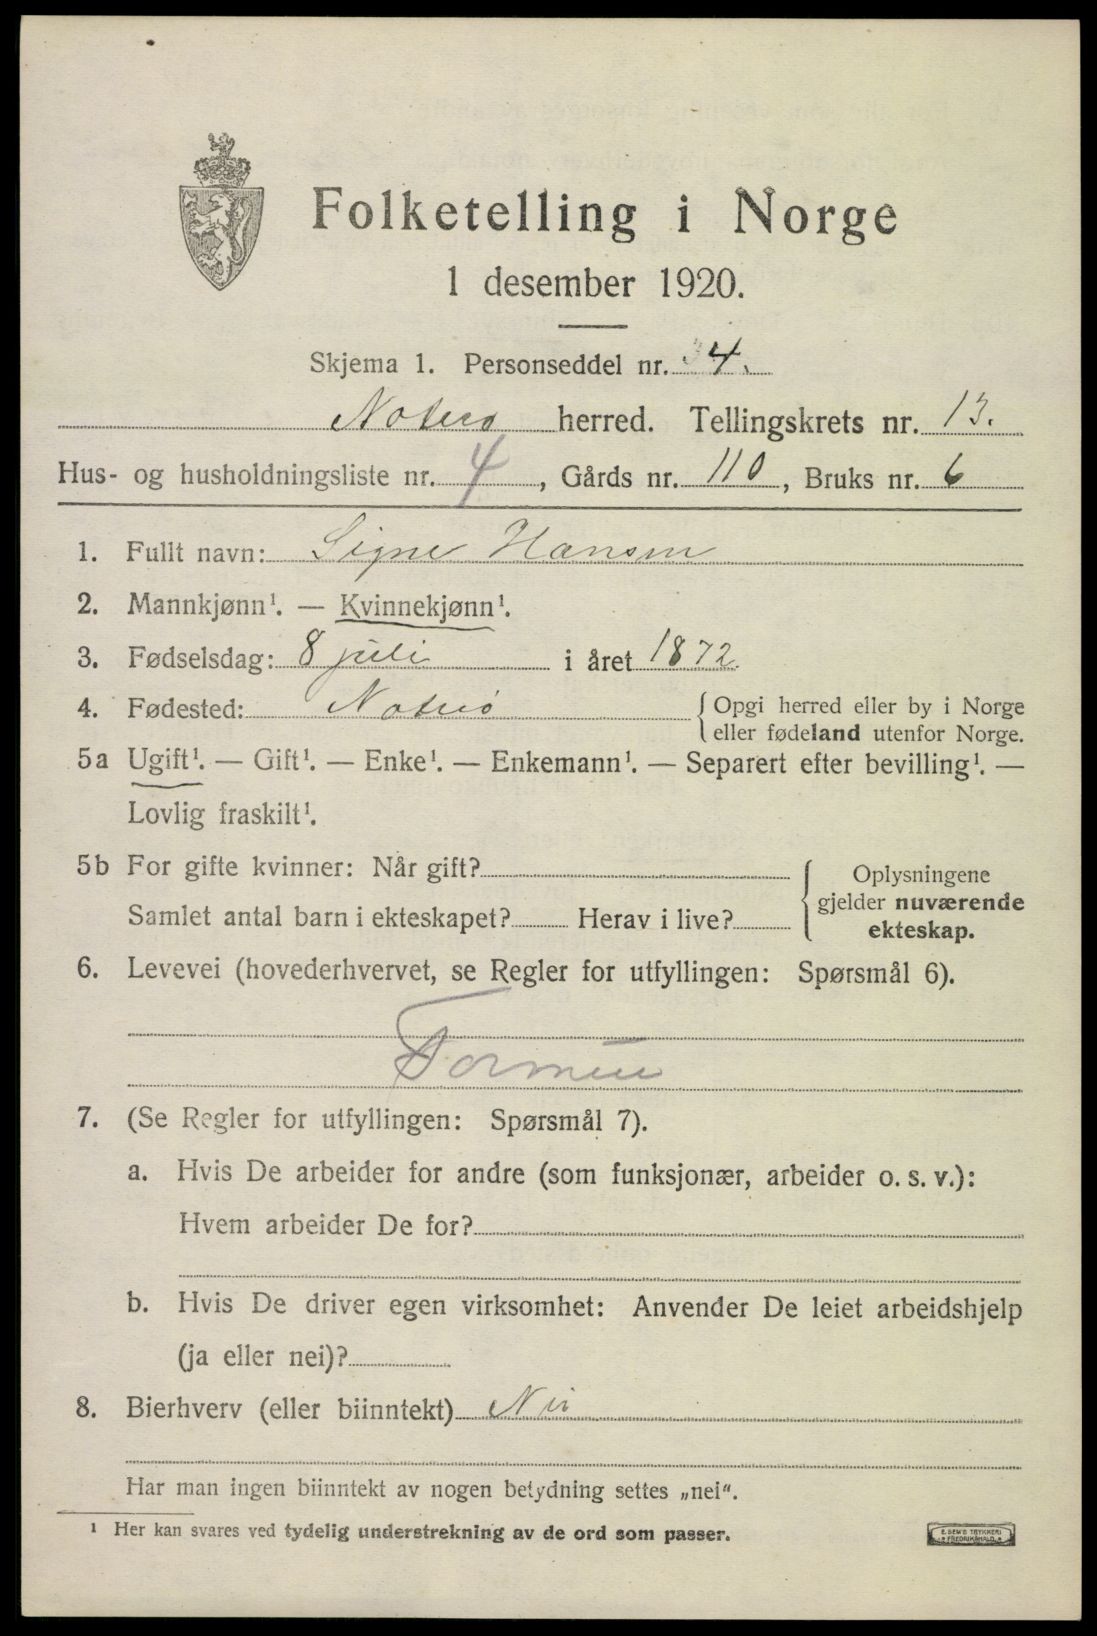 Folketelling i Norge
1 desember 1920.
Skjema 1. Personseddel nr. 34.
Nøterø herred. Tellingskrets nr. 13.
Hus- og husholdningsliste nr. 4, Gårds nr. 110, Bruks nr. 6
1. Fullt navn: Signe Hansen
2. Mannkjønn¹. — Kvinnekjønn¹.
3. Fødselsdag: 8 juli i året 1872.
4. Fødested: Nøterø {Opgi herred eller by i Norge
eller fødeland utenfor Norge.
5a Ugift¹. — Gift¹. — Enke¹. — Enkemann¹. — Separert efter bevilling¹. —
Lovlig fraskilt¹.
5b For gifte kvinner: Når gift? Oplysningene
gjelder nuværende
Samlet antal barn i ekteskapet? Herav i live? ekteskap.
6. Levevei (hovederhvervet, se Regler for utfyllingen: Spørsmål 6).
Formue
7. (Se Regler for utfyllingen: Spørsmål 7).
a. Hvis De arbeider for andre (som funksjonær, arbeider o. s. v.):
Hvem arbeider De for?
b. Hvis De driver egen virksomhet: Anvender De leiet arbeidshjelp
(ja eller nei)?
8. Bierhverv (eller biinntekt) Nei
Har man ingen biinntekt av nogen betydning settes „nei".
¹ Her kan svares ved tydelig understrekning av de ord som passer.
E. SEM'S TRYKKERI
FREDRIKSHALD.